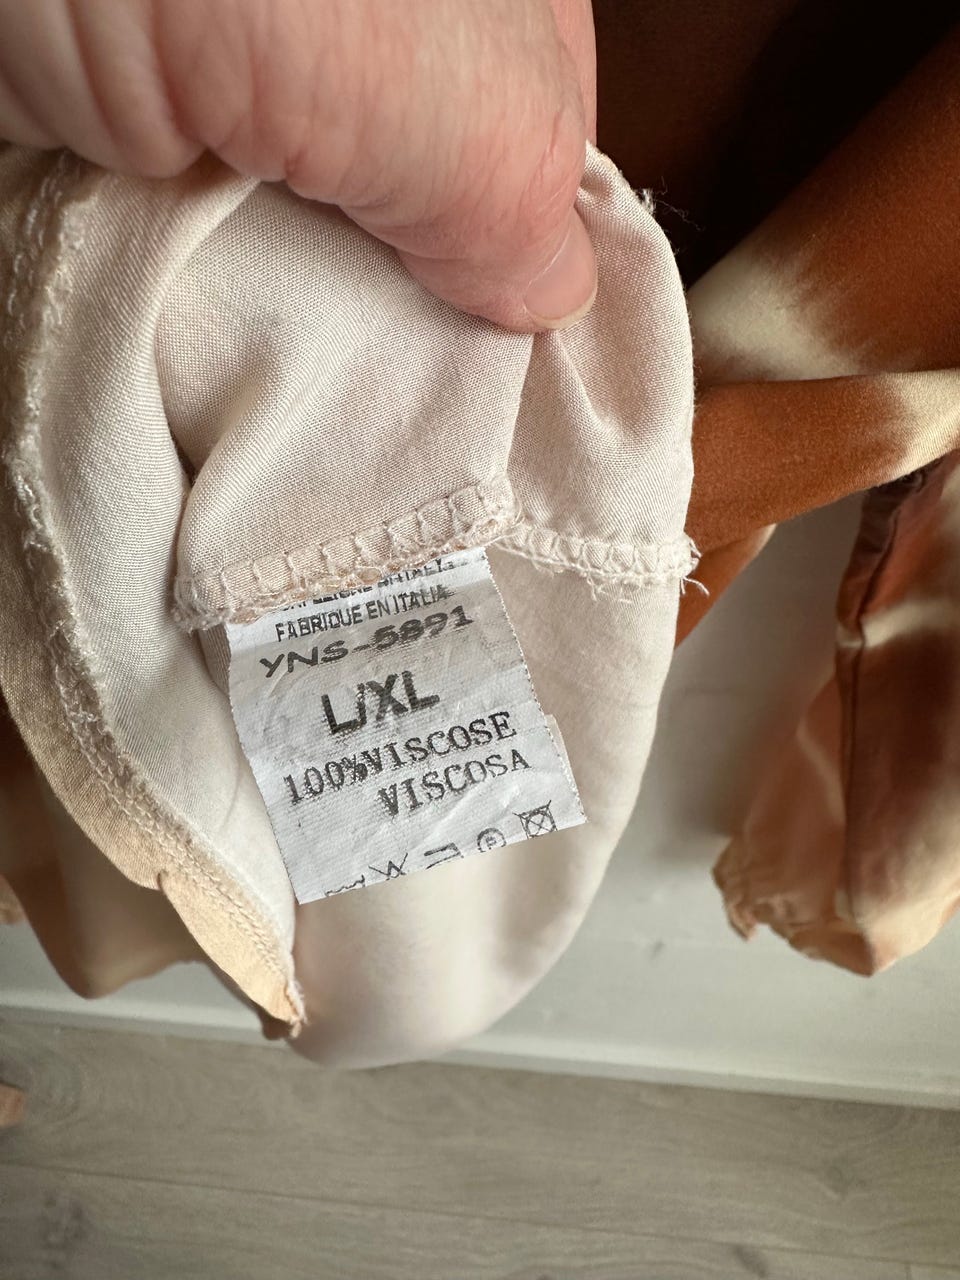 FABRIQUE EN ITALIA
YNS-5891
L/XL
100%VISCOSE
VISCOSA